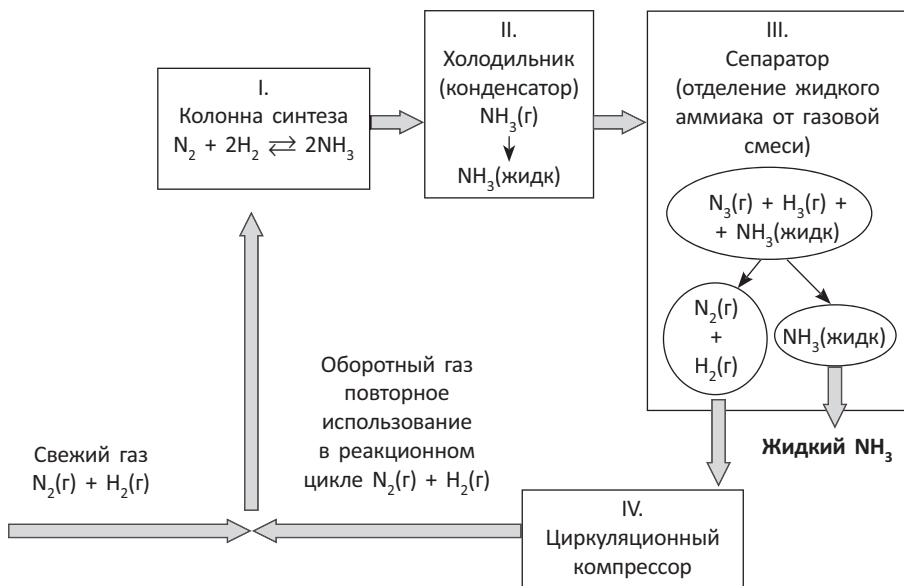 I.
Колонна синтеза
N₂ + 2H₂ ⇄ 2NH₃
II.
Холодильник
(конденсатор)
NH₃(г)
NH₃(жидк)
III.
Сепаратор
(отделение жидкого
аммиака от газовой
смеси)
N₃(г) + H₃(г) +
+ NH₃(жидк)
N₂(г)
+
H₂(г)
NH₃(жидк)
Жидкий NH₃
Оборотный газ
повторное
использование
в реакционном
цикле N₂(г) + H₂(г)
Свежий газ
N₂(г) + H₂(г)
IV.
Циркуляционный
компрессор